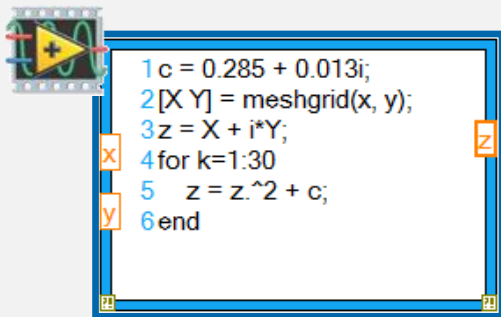 1 c = 0.285 + 0.013i;
2 [X Y] = meshgrid(x, y);
3 z = X + i*Y;
4 for k=1:30
5 z = z.^2 + c;
6 end
x
y
z